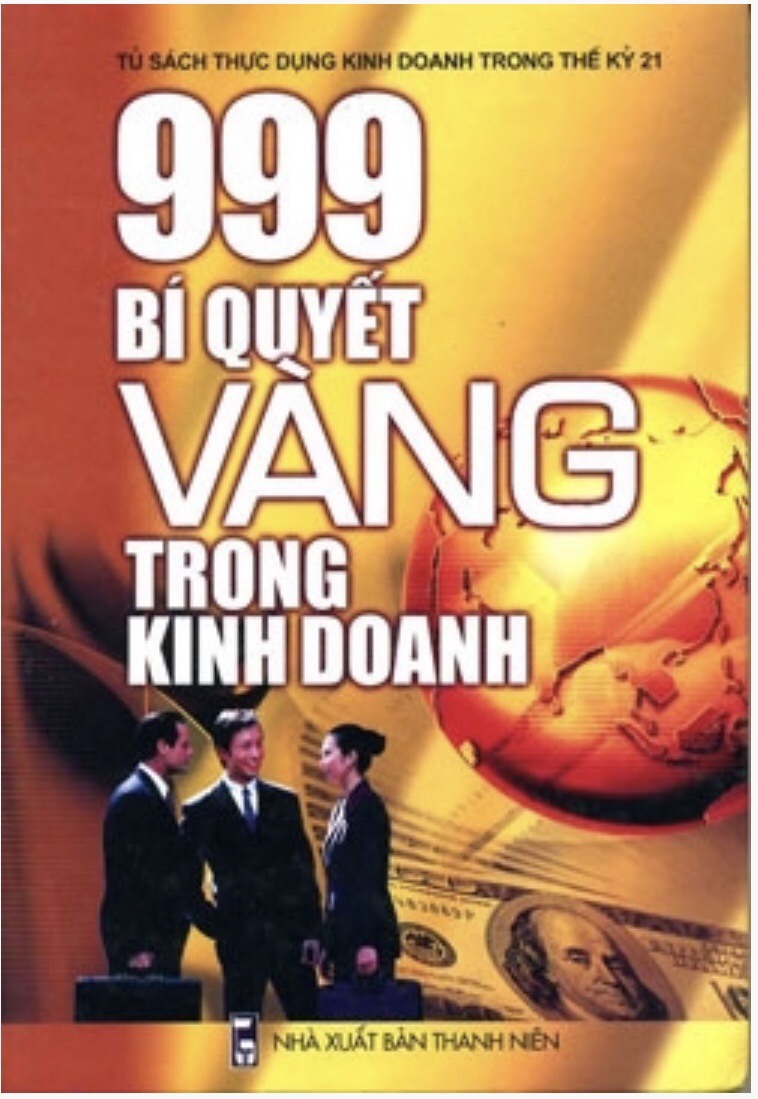 TỦ SÁCH THỰC DỤNG KINH DOANH TRONG THẾ KỶ 21
999
BÍ QUYẾT
VÀNG
TRONG
KINH DOANH
NHÀ XUẤT BẢN THANH NIÊN